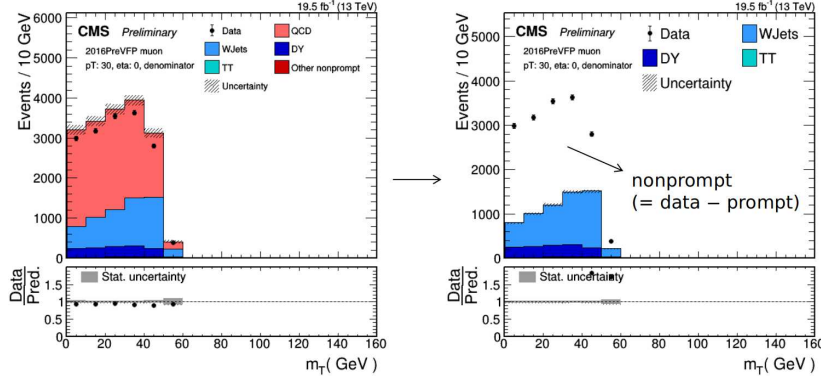 19.5 fb⁻¹ (13 TeV)
CMS Preliminary
2016PreVFP muon
pT: 30, eta: 0, denominator
Data
WJets
TT
Uncertainty
QCD
DY
Other nonprompt
Events / 10 GeV
6000
5000
4000
3000
2000
1000
0
Stat. uncertainty
Data
Pred.
1.5
1
0.5
0
0 20 40 60 80 100 120 140 160
m_T( GeV )
19.5 fb⁻¹ (13 TeV)
CMS Preliminary
2016PreVFP muon
pT: 30, eta: 0, denominator
Data
DY
Uncertainty
WJets
TT
Events / 10 GeV
5000
4000
3000
2000
1000
0
nonprompt
(= data − prompt)
Stat. uncertainty
Data
Pred.
1.5
1
0.5
0
0 20 40 60 80 100 120 140 160
m_T( GeV )